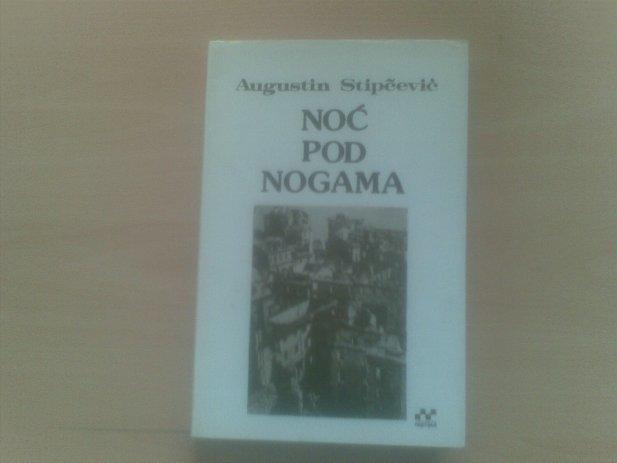 Augustin Stipčević
NOĆ
POD
NOGAMA